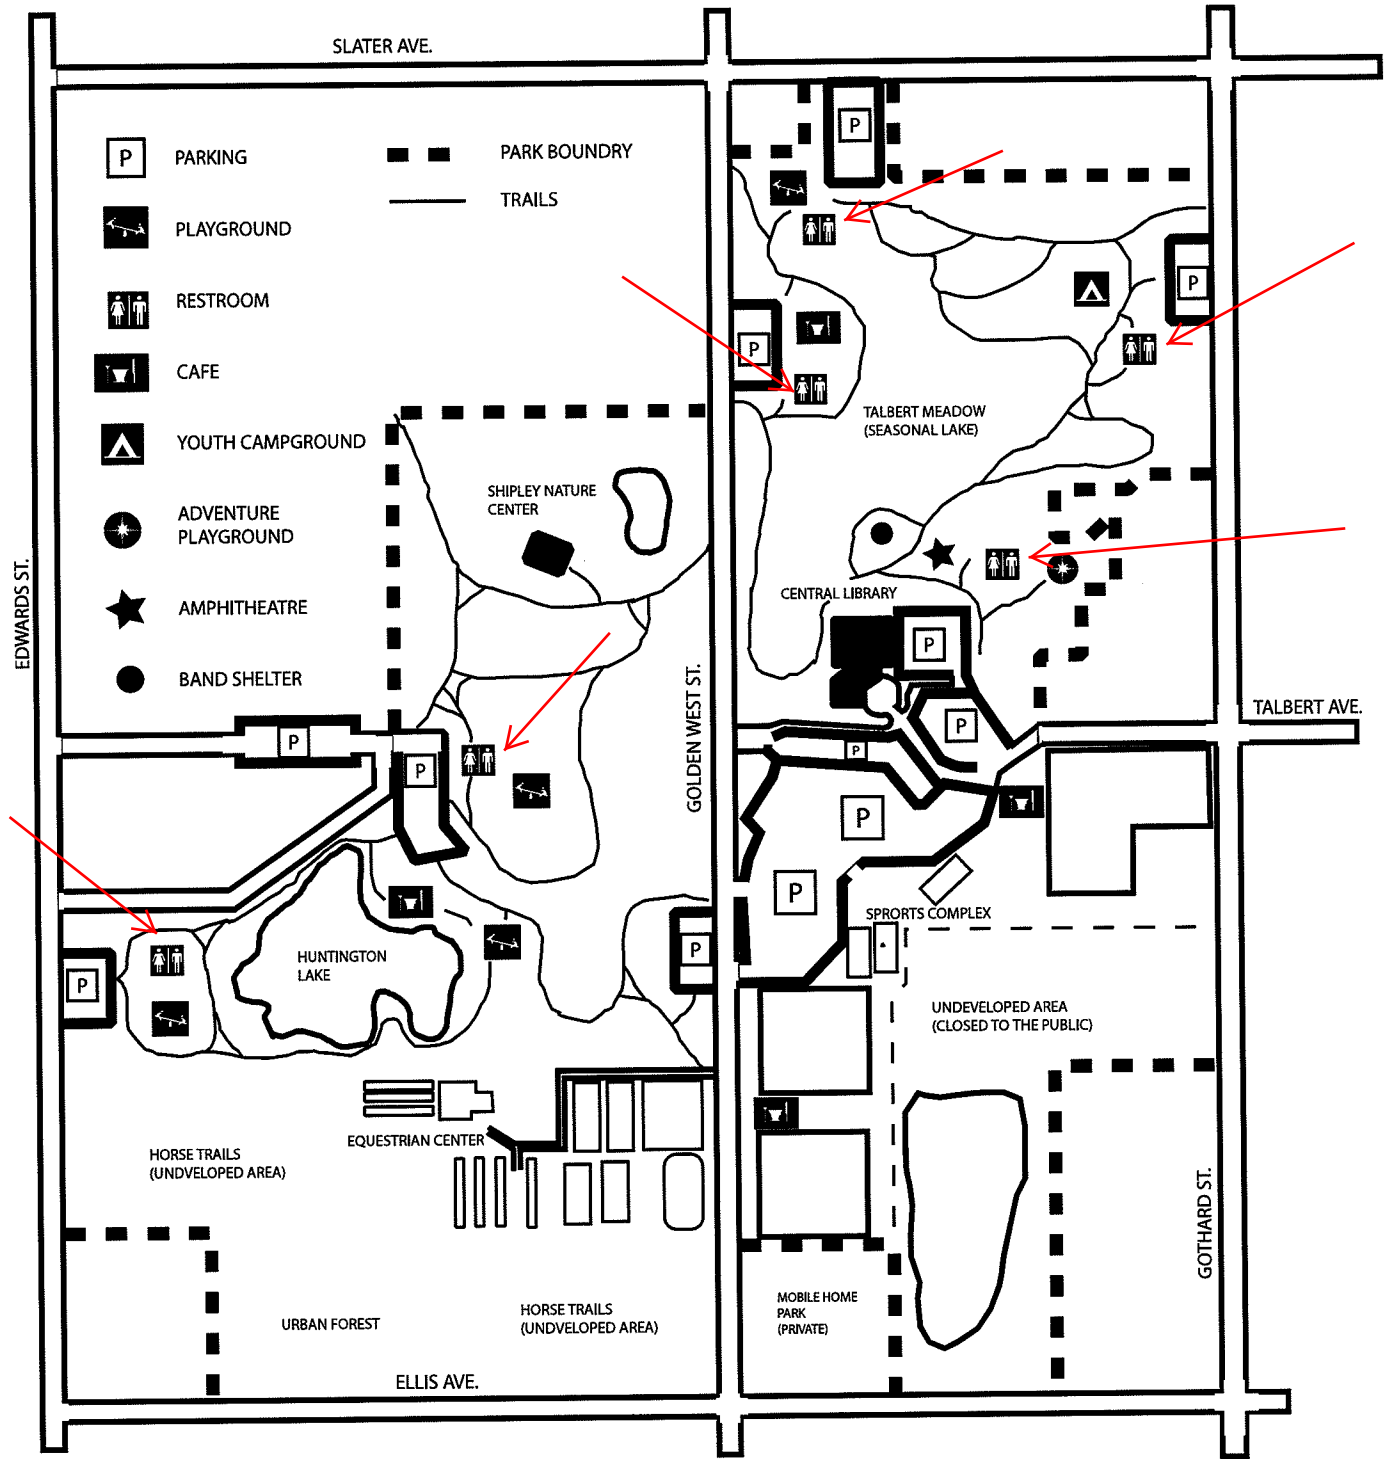 SLATER AVE.
P
PARKING
PARK BOUNDRY
TRAILS
PLAYGROUND
RESTROOM
CAFE
YOUTH CAMPGROUND
ADVENTURE
PLAYGROUND
AMPHITHEATRE
BAND SHELTER
EDWARDS ST.
P
P
P
TALBERT MEADOW
(SEASONAL LAKE)
SHIPLEY NATURE
CENTER
CENTRAL LIBRARY
P
P
P
GOLDEN WEST ST.
TALBERT AVE.
P
P
P
P
SPRORTS COMPLEX
HUNTINGTON
LAKE
P
P
UNDEVELOPED AREA
(CLOSED TO THE PUBLIC)
EQUESTRIAN CENTER
HORSE TRAILS
(UNDVELOPED AREA)
GOTHARD ST.
MOBILE HOME
PARK
(PRIVATE)
HORSE TRAILS
(UNDVELOPED AREA)
URBAN FOREST
ELLIS AVE.